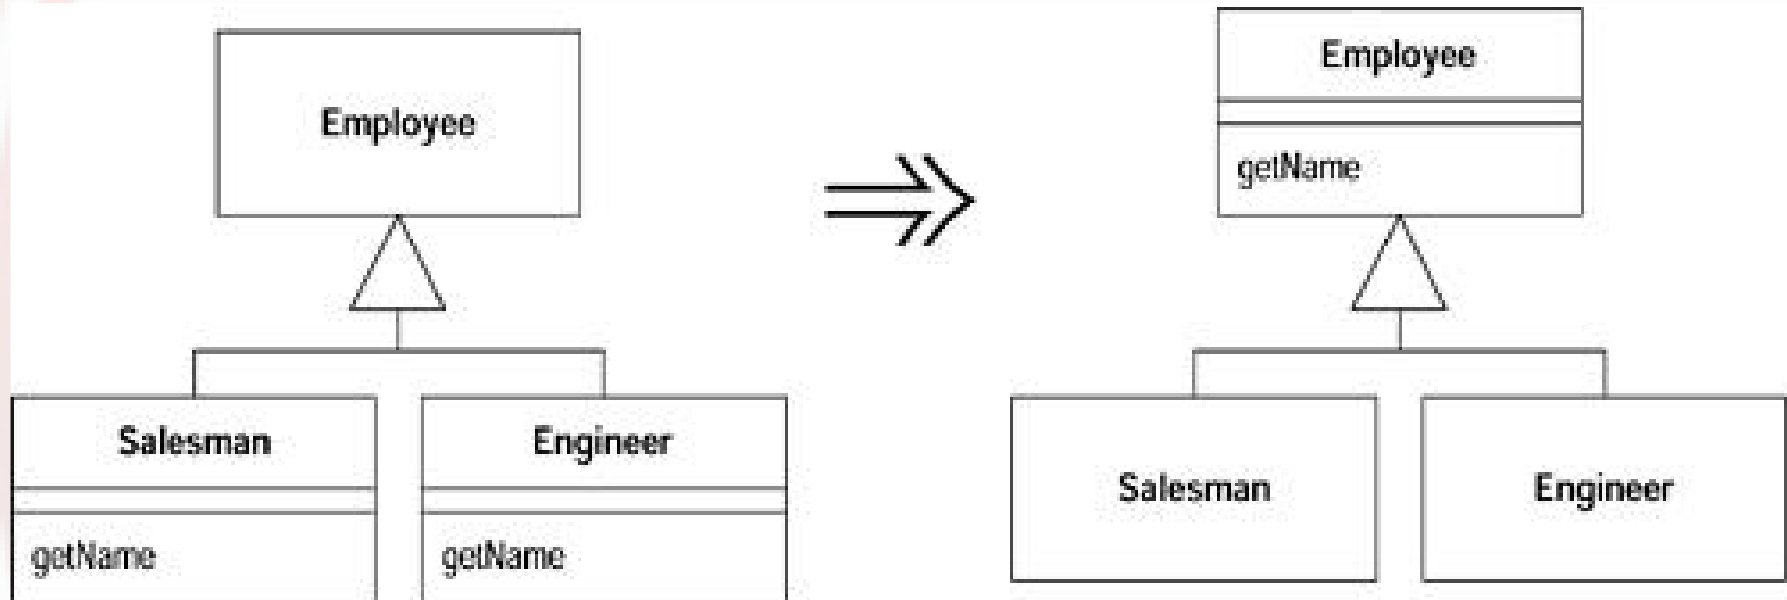 Employee
Salesman
getName
Engineer
getName
Employee
getName
Salesman
Engineer